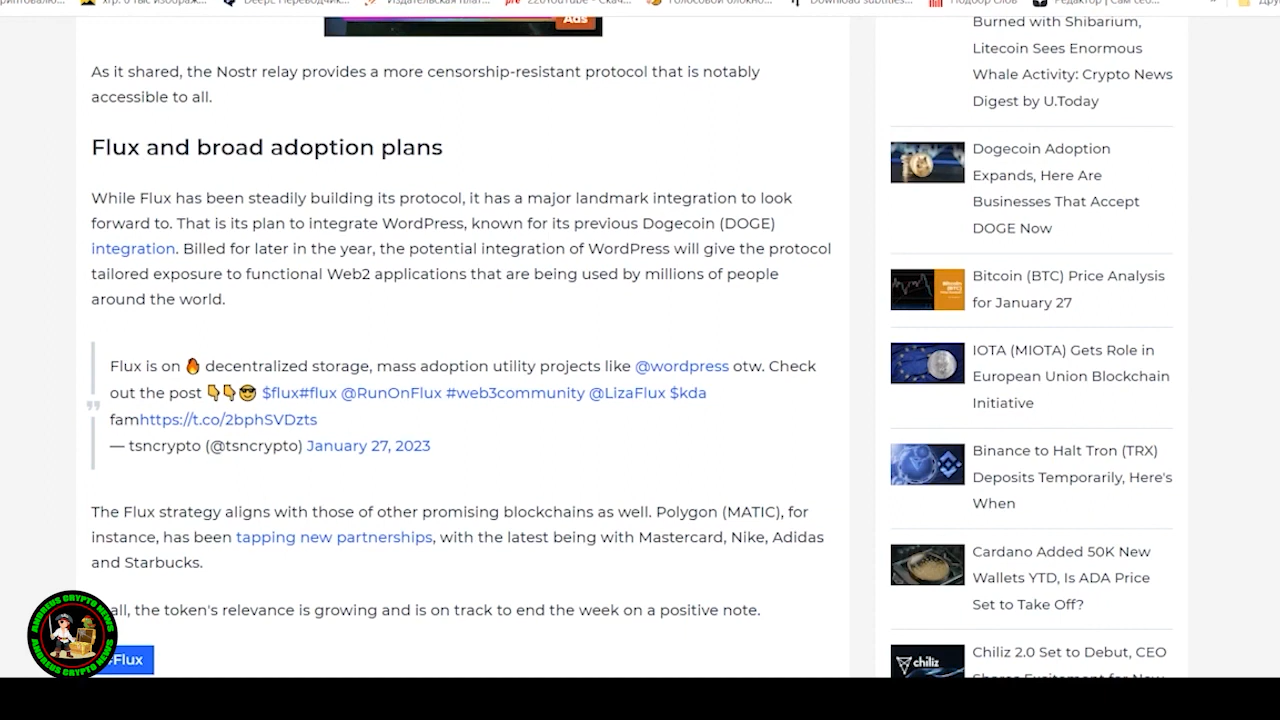 Ads
As it shared, the Nostr relay provides a more censorship-resistant protocol that is notably
accessible to all.
Flux and broad adoption plans
While Flux has been steadily building its protocol, it has a major landmark integration to look
forward to. That is its plan to integrate WordPress, known for its previous Dogecoin (DOGE)
integration. Billed for later in the year, the potential integration of WordPress will give the protocol
tailored exposure to functional Web2 applications that are being used by millions of people
around the world.
Flux is on 🔥 decentralized storage, mass adoption utility projects like @wordpress otw. Check
out the post 👇👇😎 $flux#flux @RunOnFlux #web3community @LizaFlux $kda
famhttps://t.co/2bphSVDzts
— tsncrypto (@tsncrypto) January 27, 2023
The Flux strategy aligns with those of other promising blockchains as well. Polygon (MATIC), for
instance, has been tapping new partnerships, with the latest being with Mastercard, Nike, Adidas
and Starbucks.
all, the token's relevance is growing and is on track to end the week on a positive note.
Flux
ANDREUS CRYPTO NEWS
ANDREUS CRYPTO NEWS
Burned with Shibarium,
Litecoin Sees Enormous
Whale Activity: Crypto News
Digest by U.Today
Dogecoin Adoption
Expands, Here Are
Businesses That Accept
DOGE Now
Bitcoin (BTC) Price Analysis
for January 27
IOTA (MIOTA) Gets Role in
European Union Blockchain
Initiative
Binance to Halt Tron (TRX)
Deposits Temporarily, Here's
When
Cardano Added 50K New
Wallets YTD, Is ADA Price
Set to Take Off?
chiliz
Chiliz 2.0 Set to Debut, CEO